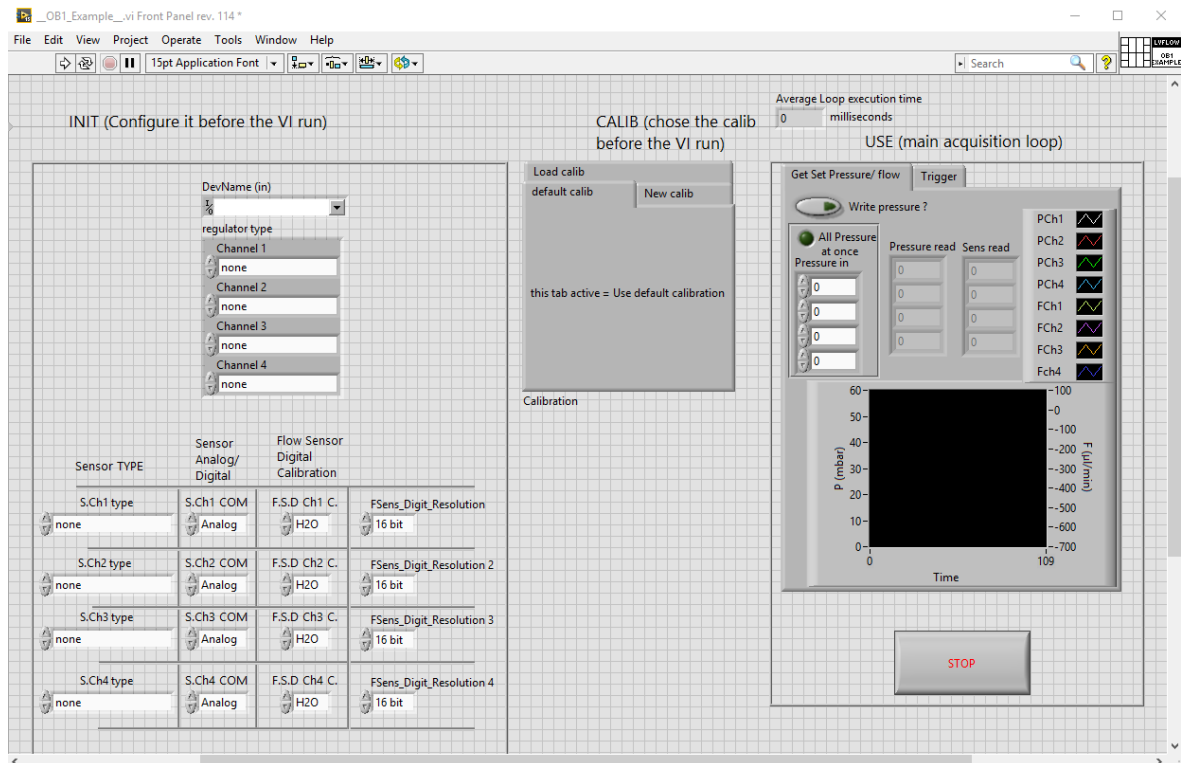 __OB1_Example__.vi Front Panel rev. 114 *
File Edit View Project Operate Tools Window Help
15pt Application Font
Search
LVFLOW
OB1
EXAMPLE
INIT (Configure it before the VI run)
DevName (in)
regulator type
Channel 1
none
Channel 2
none
Channel 3
none
Channel 4
none
Sensor TYPE
Sensor
Analog/
Digital
Flow Sensor
Digital
Calibration
S.Ch1 type S.Ch1 COM F.S.D Ch1 C. FSens_Digit_Resolution
none Analog H2O 16 bit
S.Ch2 type S.Ch2 COM F.S.D Ch2 C. FSens_Digit_Resolution 2
none Analog H2O 16 bit
S.Ch3 type S.Ch3 COM F.S.D Ch3 C. FSens_Digit_Resolution 3
none Analog H2O 16 bit
S.Ch4 type S.Ch4 COM F.S.D Ch4 C. FSens_Digit_Resolution 4
none Analog H2O 16 bit
CALIB (chose the calib
before the VI run)
Load calib
default calib New calib
this tab active = Use default calibration
Calibration
Average Loop execution time
0 milliseconds
USE (main acquisition loop)
Get Set Pressure/ flow Trigger
Write pressure ?
All Pressure
at once
Pressure in
0
0
0
0
Pressure read
0
0
0
0
Sens read
0
0
0
0
PCh1
PCh2
PCh3
PCh4
FCh1
FCh2
FCh3
Fch4
P (mbar)
60
50
40
30
20
10
0
100
0
-100
-200
-300
-400
-500
-600
-700
F (µl/min)
0 109
Time
STOP